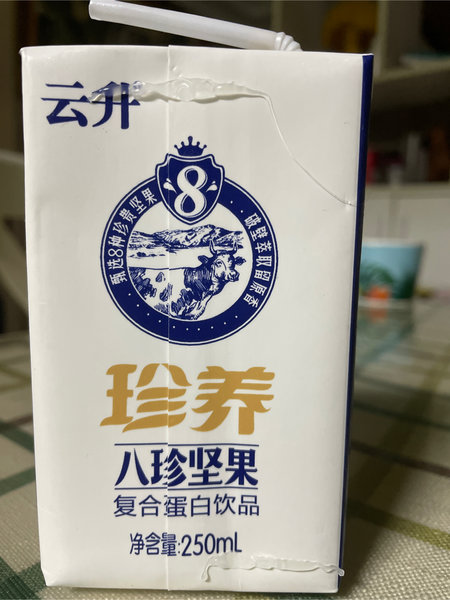 云升
甄选8种珍贵坚果
8
破壁萃取留原香
珍养
八珍坚果
复合蛋白饮品
净含量:250mL